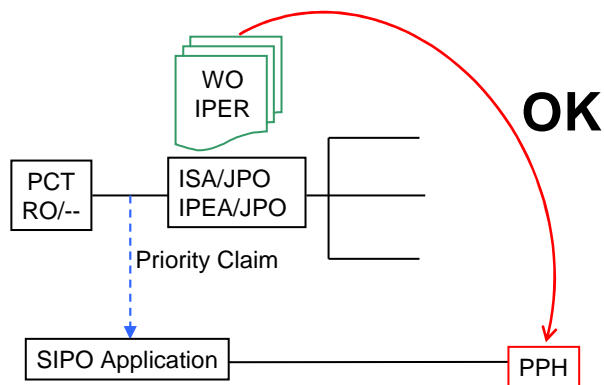 WO
IPER
OK
PCT
RO/--
ISA/JPO
IPEA/JPO
Priority Claim
SIPO Application
PPH